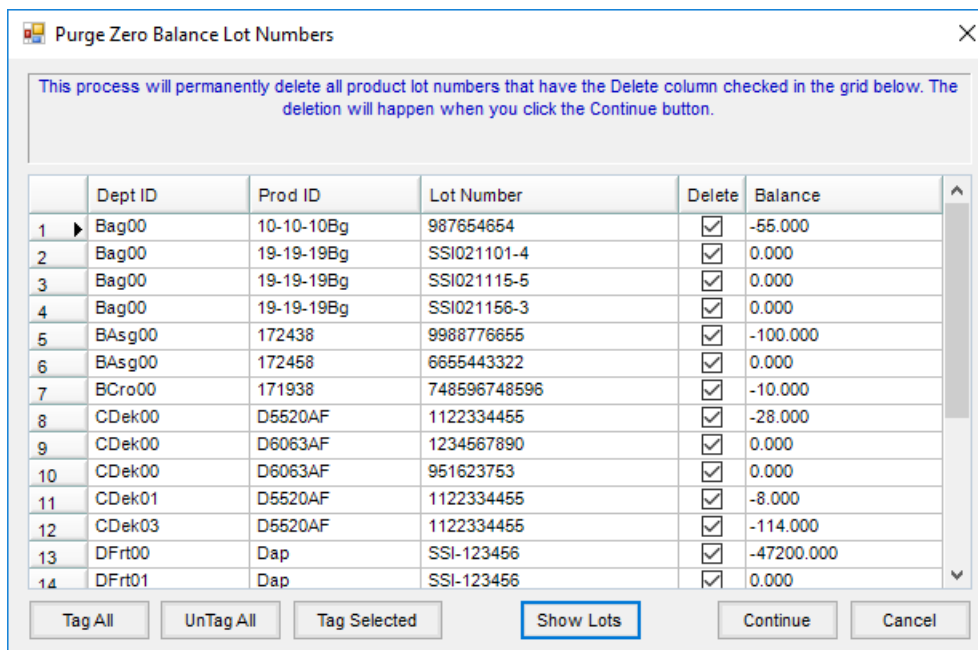 Purge Zero Balance Lot Numbers
This process will permanently delete all product lot numbers that have the Delete column checked in the grid below. The
deletion will happen when you click the Continue button.
Dept ID Prod ID Lot Number Delete Balance
1 Bag00 10-10-10Bg 987654654 -55.000
2 Bag00 19-19-19Bg SSI021101-4 0.000
3 Bag00 19-19-19Bg SSI021115-5 0.000
4 Bag00 19-19-19Bg SSI021156-3 0.000
5 BAsg00 172438 9988776655 -100.000
6 BAsg00 172458 6655443322 0.000
7 BCro00 171938 748596748596 -10.000
8 CDek00 D5520AF 1122334455 -28.000
9 CDek00 D6063AF 1234567890 0.000
10 CDek00 D6063AF 951623753 0.000
11 CDek01 D5520AF 1122334455 -8.000
12 CDek03 D5520AF 1122334455 -114.000
13 DFrt00 Dap SSI-123456 -47200.000
14 DFrt01 Dap SSI-123456 0.000
Tag All UnTag All Tag Selected Show Lots Continue Cancel